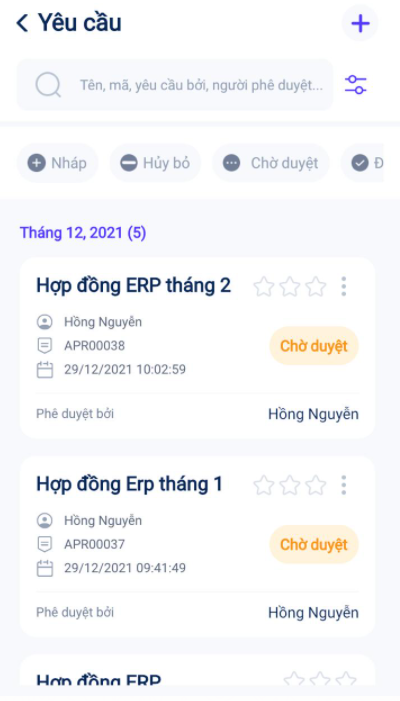 Yêu cầu
Tên, mã, yêu cầu bởi, người phê duyệt...
Nháp
Hủy bỏ
Chờ duyệt
Đ
Tháng 12, 2021 (5)
Hợp đồng ERP tháng 2
Hồng Nguyễn
APR00038
Chờ duyệt
29/12/2021 10:02:59
Phê duyệt bởi
Hồng Nguyễn
Hợp đồng Erp tháng 1
Hồng Nguyễn
APR00037
Chờ duyệt
29/12/2021 09:41:49
Phê duyệt bởi
Hồng Nguyễn
Hợp đồng ERP